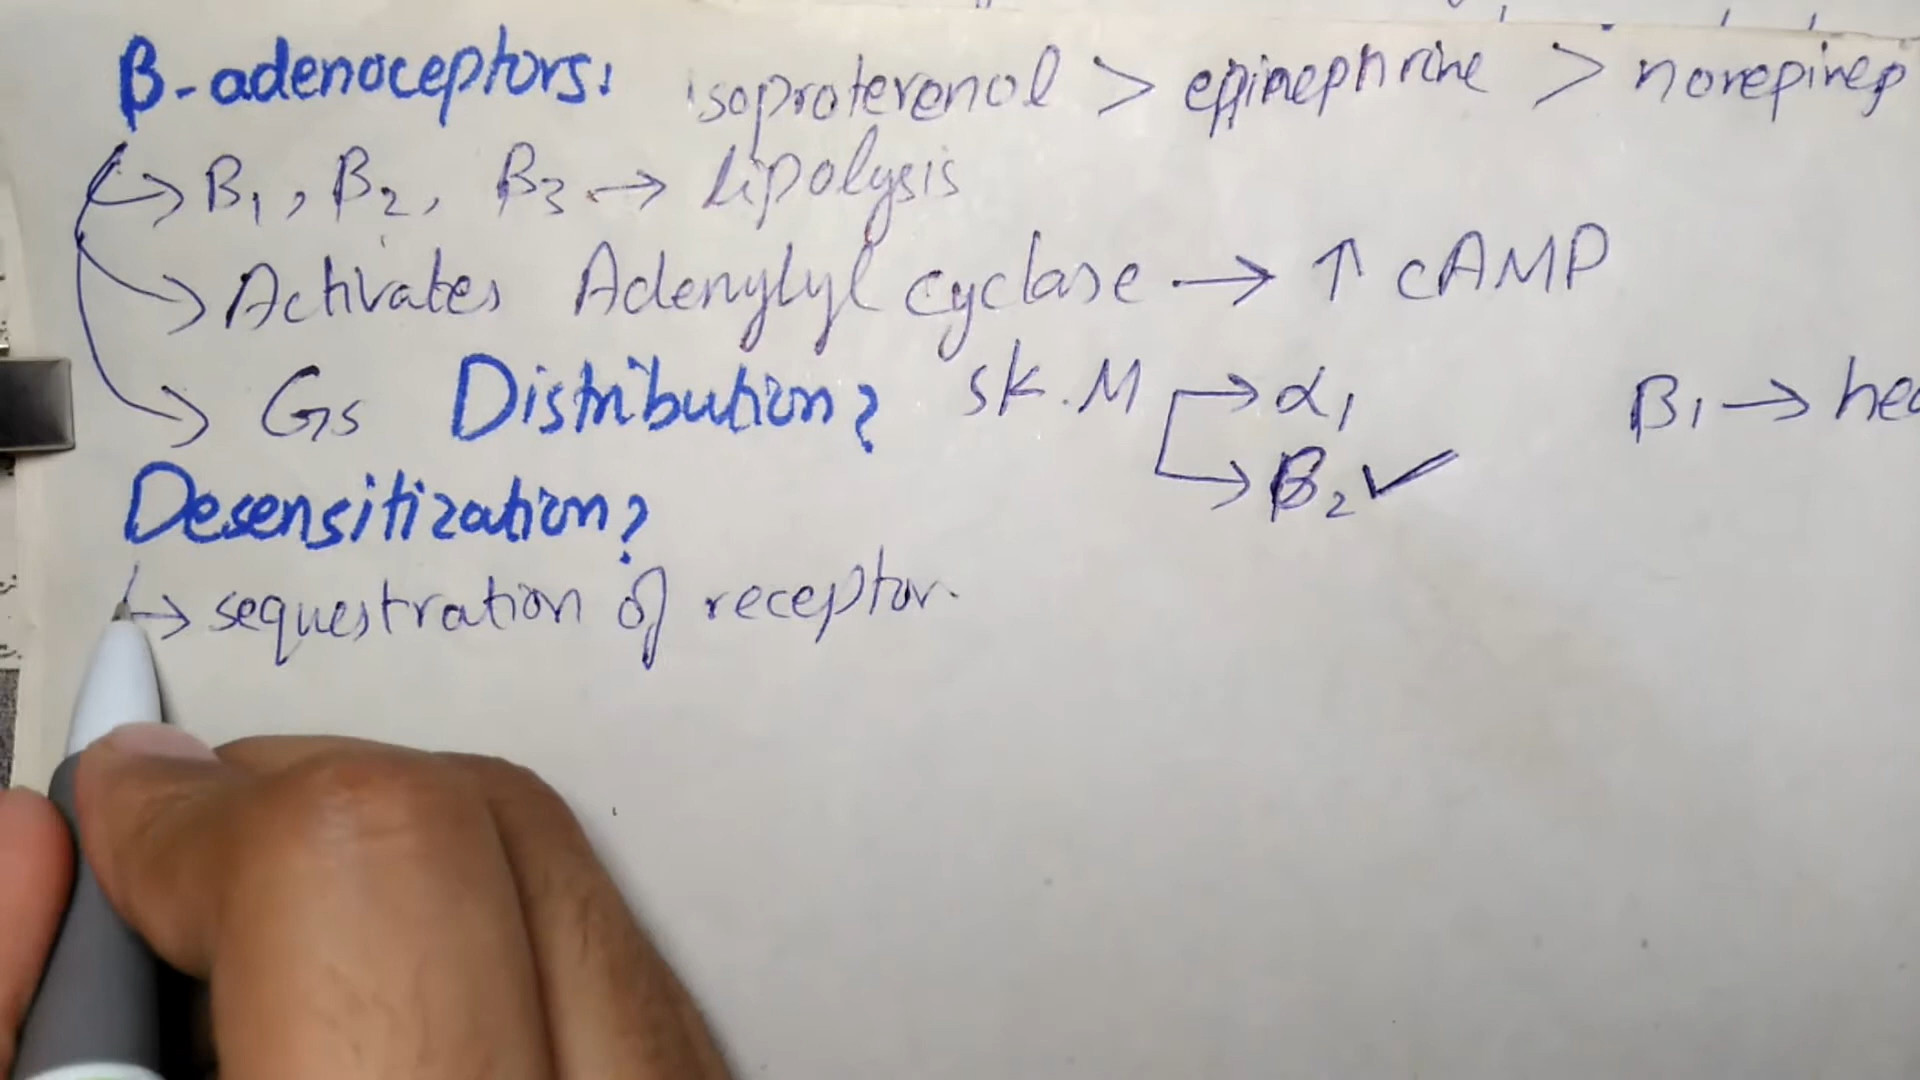 β-adenoceptors: isoproterenol > epinephrine > norepinep
↳ β₁, β₂, β₃ → Lipolysis
→ Activates Adenylyl cyclase → ↑ cAMP
→ Gs Distribution? sk.M → α₁ β₁ → hea
→ β₂ ✓
Desensitization?
↳ sequestration of receptor